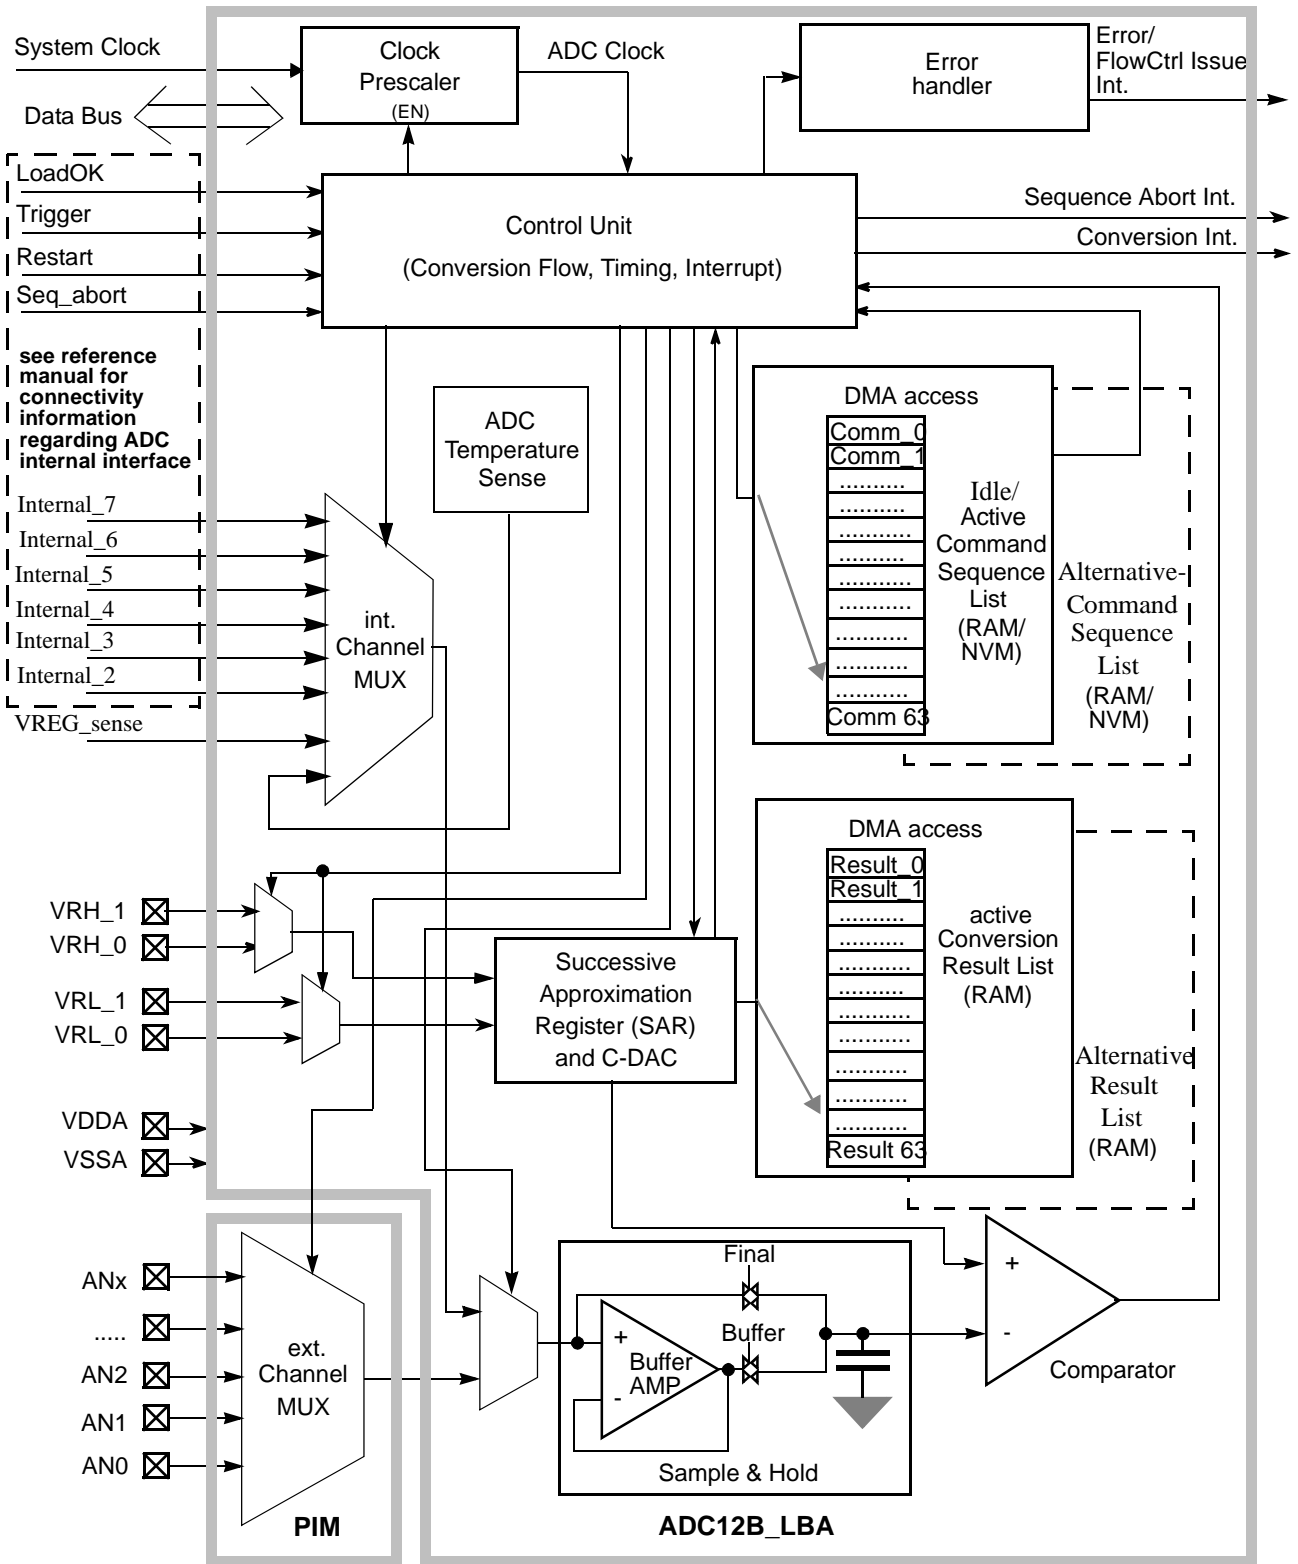 System Clock
Data Bus
Clock
Prescaler
(EN)
ADC Clock
Error
handler
Error/
FlowCtrl Issue
Int.
LoadOK
Trigger
Restart
Seq_abort
Control Unit
(Conversion Flow, Timing, Interrupt)
Sequence Abort Int.
Conversion Int.
see reference
manual for
connectivity
information
regarding ADC
internal interface
ADC
Temperature
Sense
Internal_7
Internal_6
Internal_5
Internal_4
Internal_3
Internal_2
VREG_sense
int.
Channel
MUX
DMA access
Comm_0
Comm_1
..........
..........
...........
..........
...........
...........
...........
...........
...........
Comm 63
Idle/
Active
Command
Sequence
List
(RAM/
NVM)
Alternative-
Command
Sequence
List
(RAM/
NVM)
DMA access
Result_0
Result_1
..........
..........
...........
..........
...........
...........
...........
...........
...........
Result 63
active
Conversion
Result List
(RAM)
Alternative
Result
List
(RAM)
VRH_1
VRH_0
VRL_1
VRL_0
VDDA
VSSA
Successive
Approximation
Register (SAR)
and C-DAC
ANx
.....
AN2
AN1
AN0
ext.
Channel
MUX
PIM
Final
Buffer
+
Buffer
AMP
-
Sample & Hold
+
-
Comparator
ADC12B_LBA